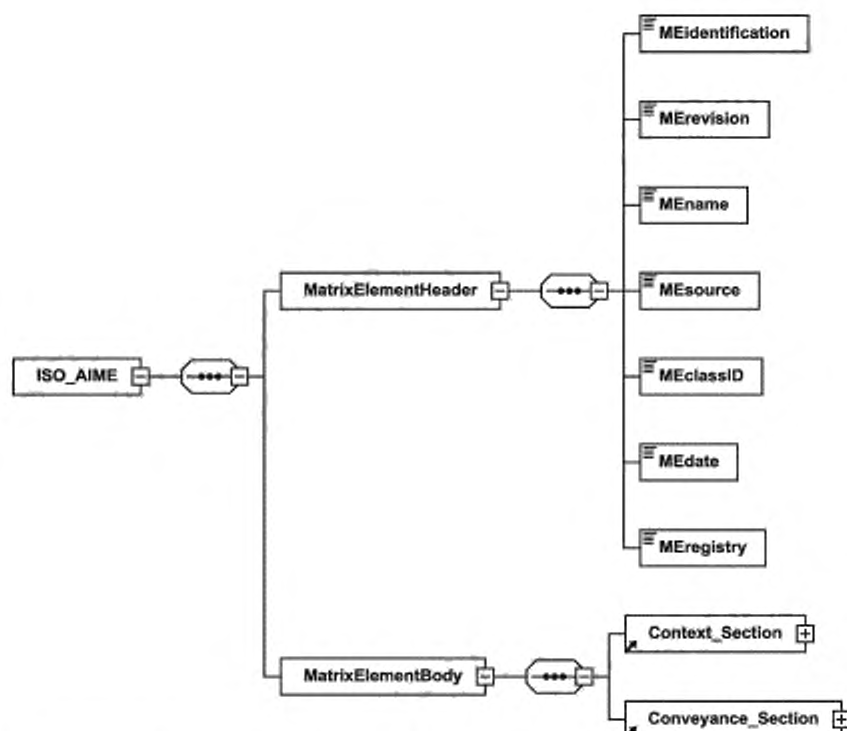 MEidentification
MErevision
MEname
MatrixElementHeader
MEsource
ISO_AIME
MEclassID
MEdate
MEregistry
Context_Section
MatrixElementBody
Conveyance_Section